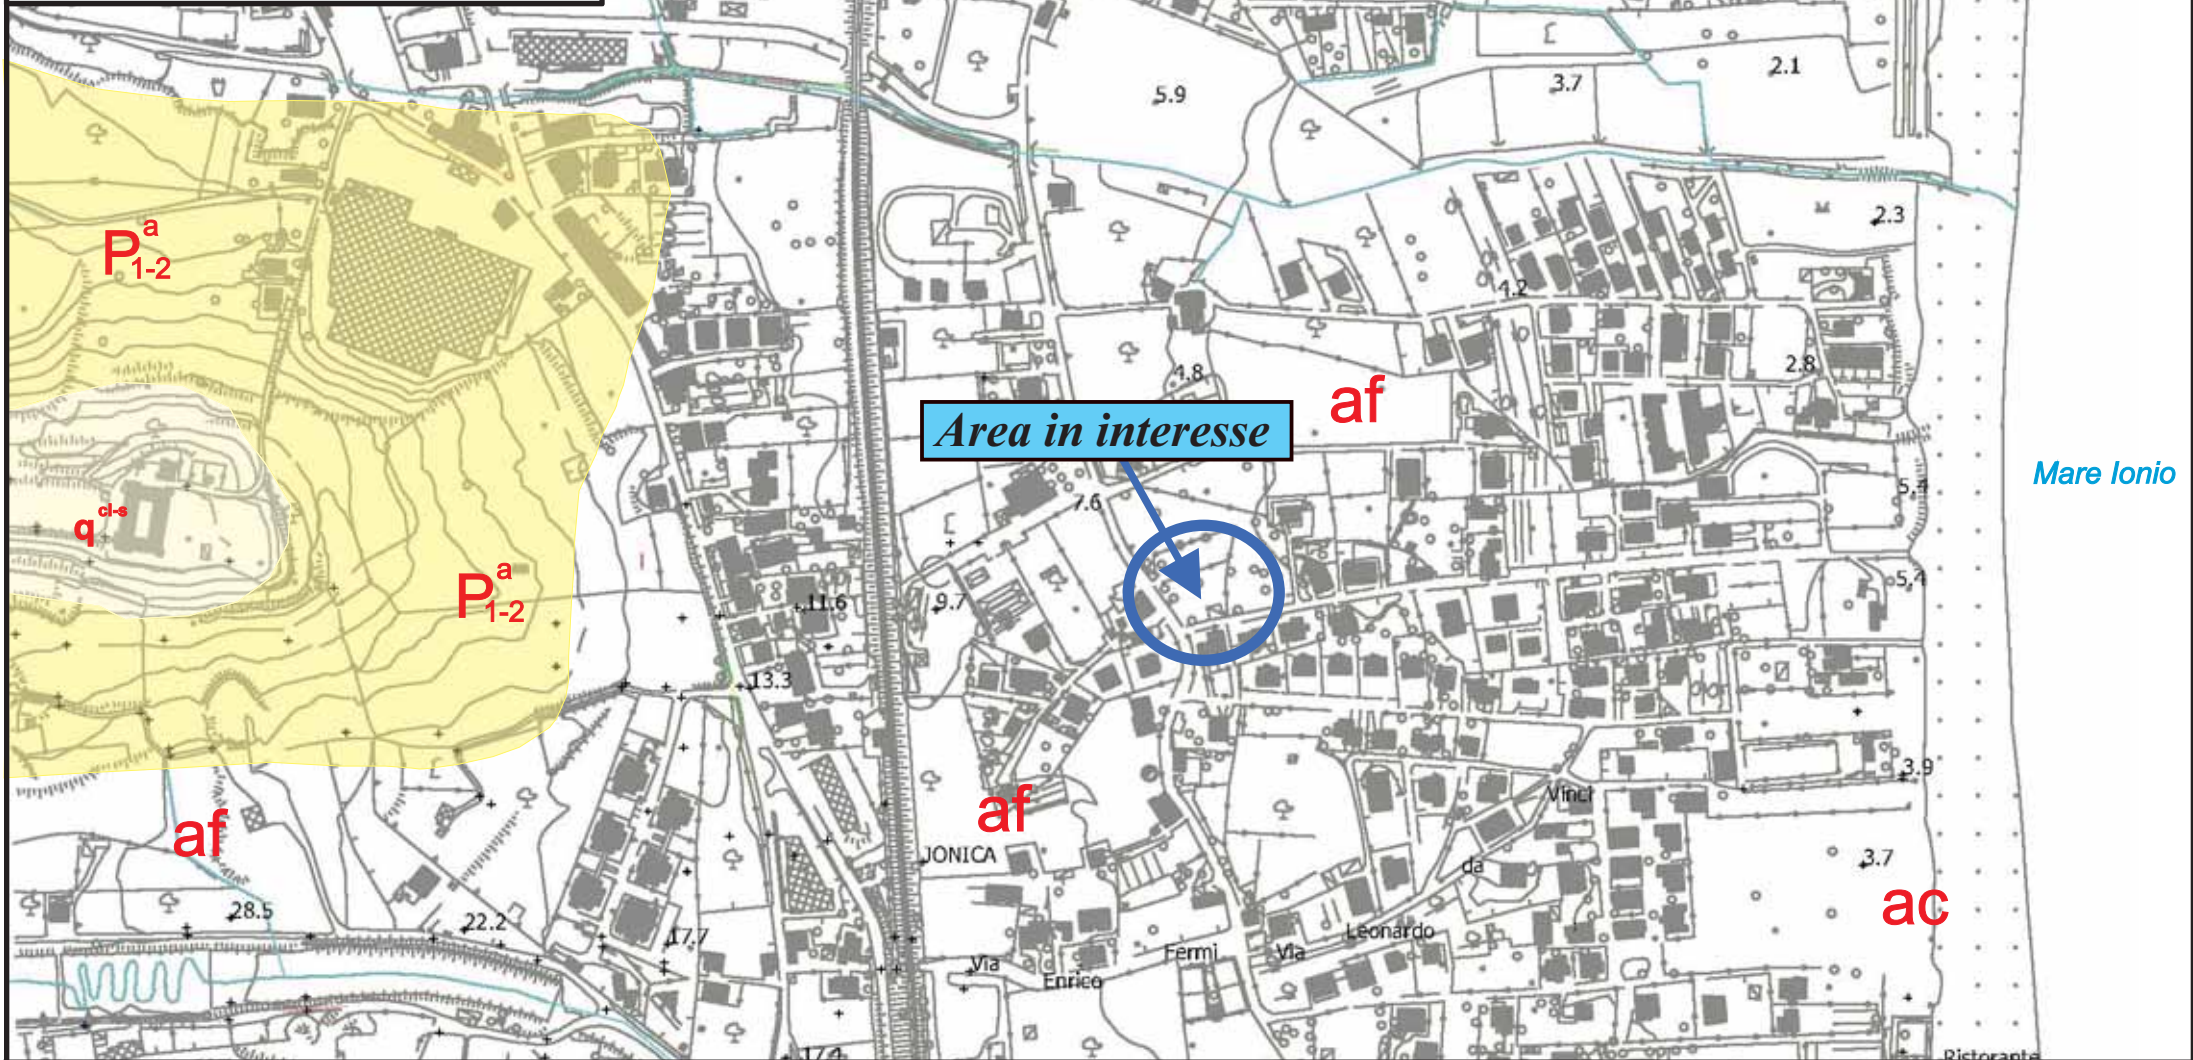 2.1
3.7
5.9
2.3
P a 1-2
4.2
2.8
4.8
af
Area in interesse
Mare Ionio
5.4
7.6
q cl-s
P a 1-2
5.4
11.6
9.7
13.3
3.9
Vinci
af
af
JONICA
3.7
da
ac
28.5
22.2
17.7
Leonardo
Fermi
Via
Via
Enrico
17.4
Ristorante